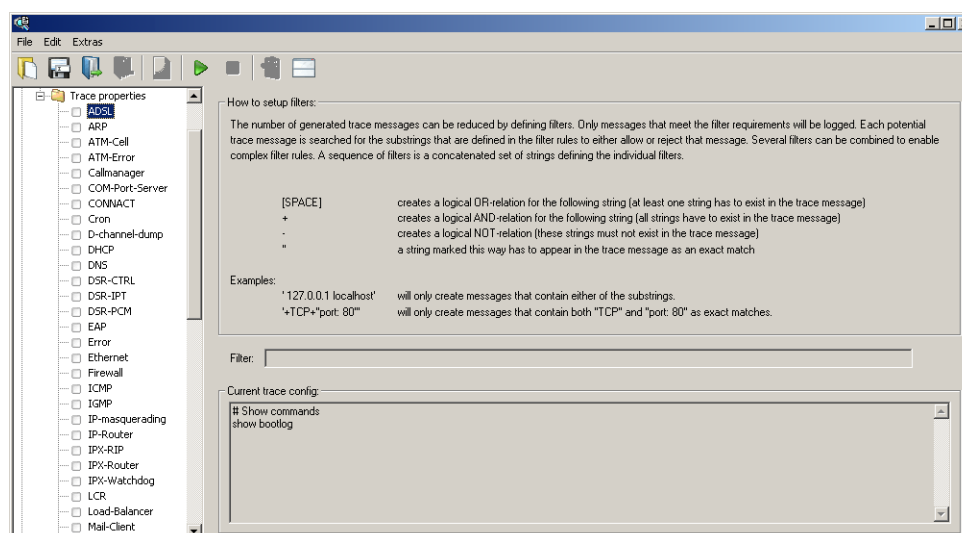 File Edit Extras
Trace properties
ADSL
ARP
ATM-Cell
ATM-Error
Callmanager
COM-Port-Server
CONNACT
Cron
D-channel-dump
DHCP
DNS
DSR-CTRL
DSR-IPT
DSR-PCM
EAP
Error
Ethernet
Firewall
ICMP
IGMP
IP-masquerading
IP-Router
IPX-RIP
IPX-Router
IPX-Watchdog
LCR
Load-Balancer
Mail-Client
How to setup filters:
The number of generated trace messages can be reduced by defining filters. Only messages that meet the filter requirements will be logged. Each potential
trace message is searched for the substrings that are defined in the filter rules to either allow or reject that message. Several filters can be combined to enable
complex filter rules. A sequence of filters is a concatenated set of strings defining the individual filters.
[SPACE] creates a logical OR-relation for the following string (at least one string has to exist in the trace message)
+ creates a logical AND-relation for the following string (all strings have to exist in the trace message)
- creates a logical NOT-relation (these strings must not exist in the trace message)
" a string marked this way has to appear in the trace message as an exact match
Examples:
' 127.0.0.1 localhost' will only create messages that contain either of the substrings.
'+TCP+"port: 80"' will only create messages that contain both "TCP" and "port: 80" as exact matches.
Filter:
Current trace config:
# Show commands
show bootlog